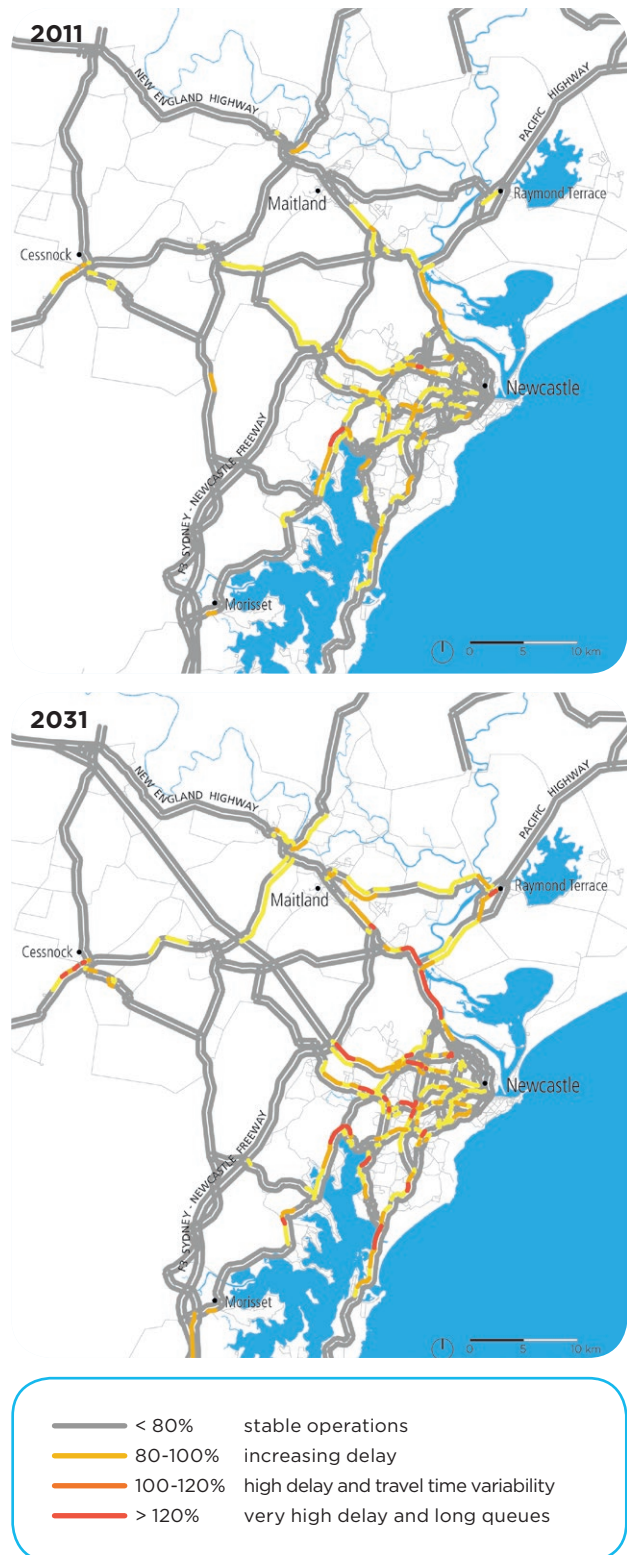 2011
NEW ENGLAND HIGHWAY
PACIFIC HIGHWAY
Maitland
Raymond Terrace
Cessnock
Newcastle
F3 SYDNEY - NEWCASTLE FREEWAY
Morisset
0 5 10 km
2031
NEW ENGLAND HIGHWAY
PACIFIC HIGHWAY
Maitland
Raymond Terrace
Cessnock
Newcastle
F3 SYDNEY - NEWCASTLE FREEWAY
Morisset
0 5 10 km
< 80% stable operations
80-100% increasing delay
100-120% high delay and travel time variability
> 120% very high delay and long queues